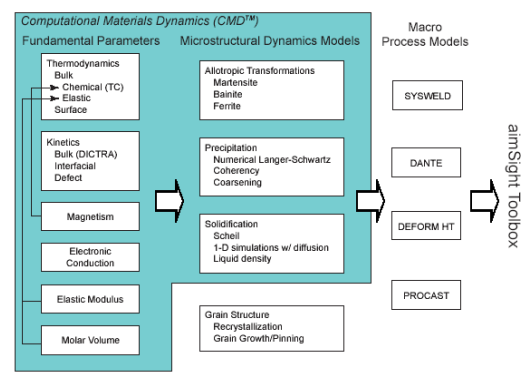 Computational Materials Dynamics (CMD™)
Fundamental Parameters
Thermodynamics
Bulk
Chemical (TC)
Elastic
Surface
Kinetics
Bulk (DICTRA)
Interfacial
Defect
Magnetism
Electronic
Conduction
Elastic Modulus
Molar Volume
Microstructural Dynamics Models
Allotropic Transformations
Martensite
Bainite
Ferrite
Precipitation
Numerical Langer-Schwartz
Coherency
Coarsening
Solidification
Scheil
1-D simulations w/ diffusion
Liquid density
Grain Structure
Recrystallization
Grain Growth/Pinning
Macro
Process Models
SYSWELD
DANTE
DEFORM HT
PROCAST
aimSight Toolbox